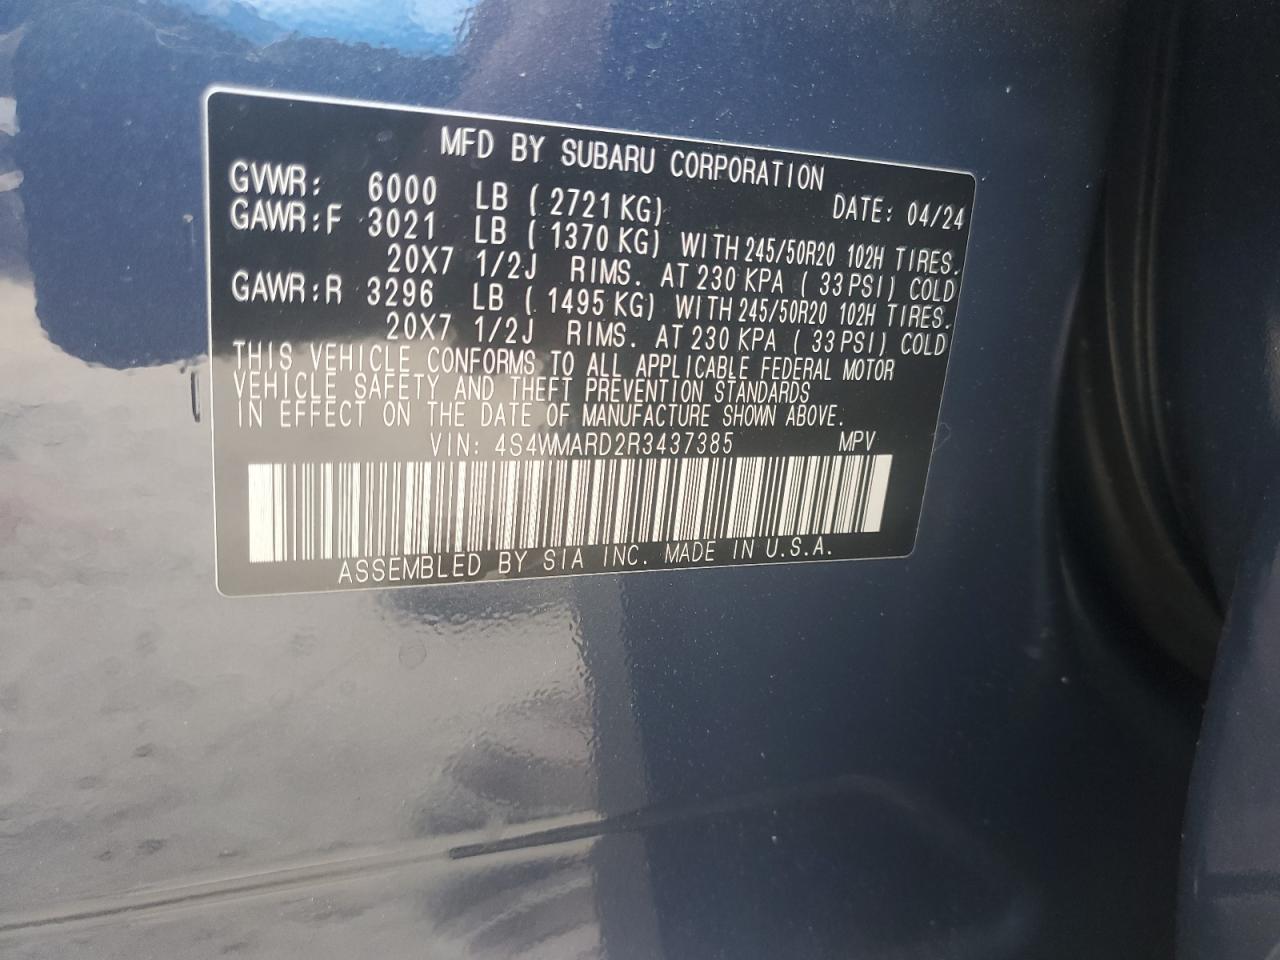 MFD BY SUBARU CORPORATION
GVWR: 6000 LB ( 2721 KG) DATE: 04/24
GAWR:F 3021 LB ( 1370 KG) WITH 245/50R20 102H TIRES.
20X7 1/2J RIMS. AT 230 KPA ( 33 PSI) COLD
GAWR:R 3296 LB ( 1495 KG) WITH 245/50R20 102H TIRES.
20X7 1/2J RIMS. AT 230 KPA ( 33 PSI) COLD
THIS VEHICLE CONFORMS TO ALL APPLICABLE FEDERAL MOTOR
VEHICLE SAFETY AND THEFT PREVENTION STANDARDS
IN EFFECT ON THE DATE OF MANUFACTURE SHOWN ABOVE.
VIN: 4S4WMARD2R3437385 MPV
ASSEMBLED BY SIA INC. MADE IN U.S.A.